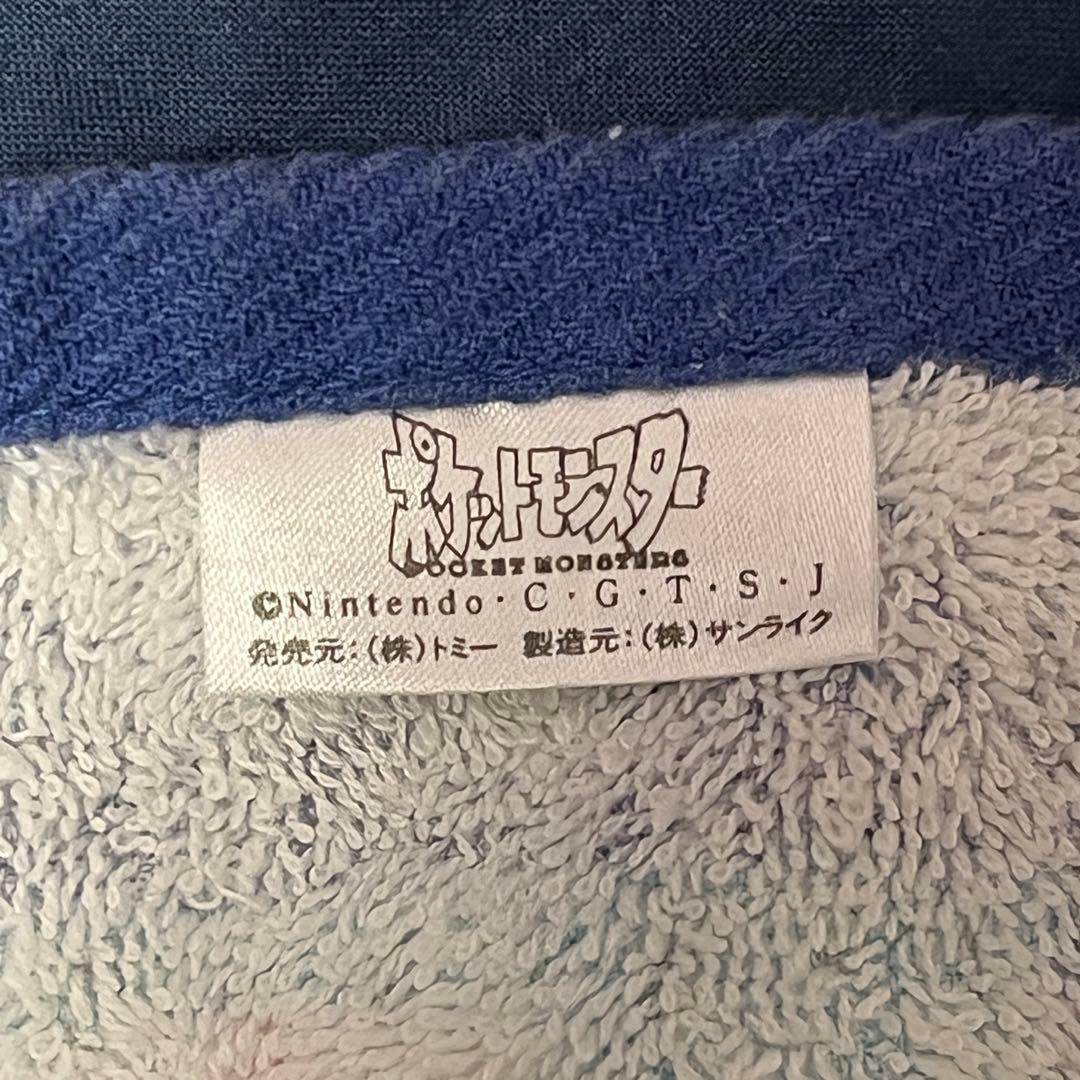 ポケットモンスター
POCKET MONSTERS
©Nintendo・C・G・T・S・J
発売元：(株)トミー 製造元：(株)サンライク